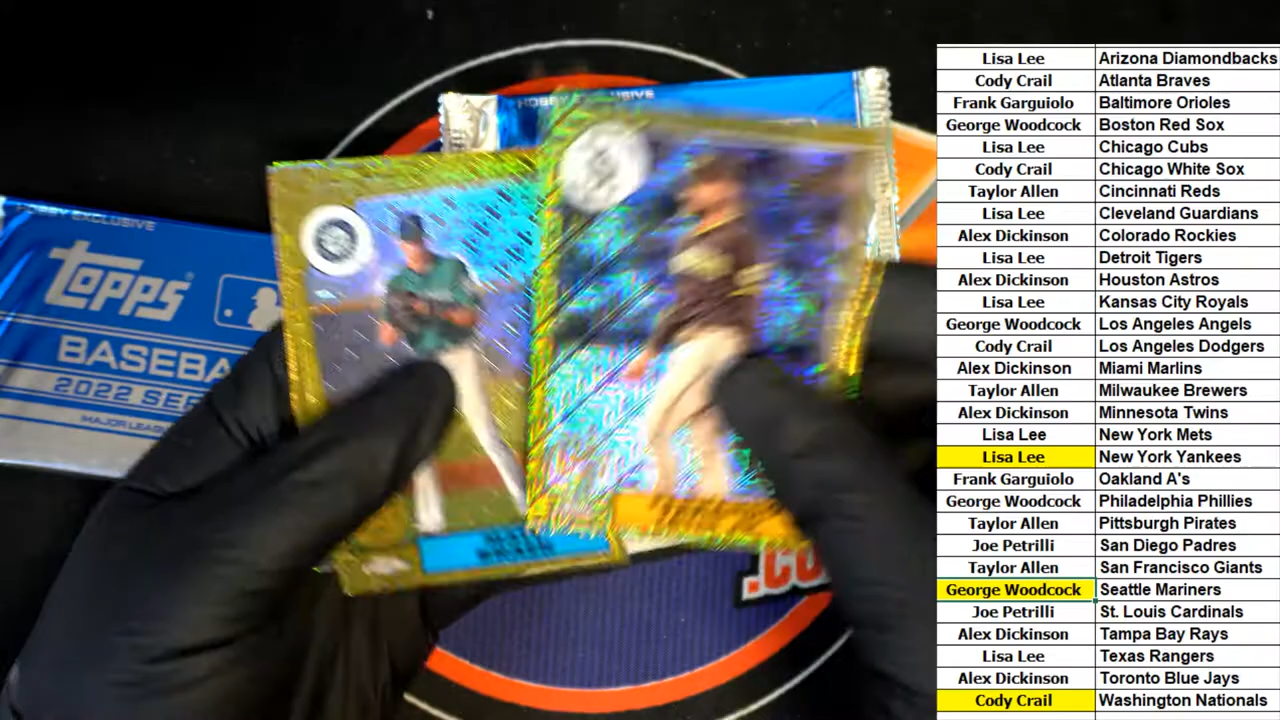 HOBBY EXCLUSIVE
HOBBY EXCLUSIVE
TOPPS
BASEBA
2022 SER
MAJOR LEAGU
.CO
Lisa Lee Arizona Diamondbacks
Cody Crail Atlanta Braves
Frank Garguiolo Baltimore Orioles
George Woodcock Boston Red Sox
Lisa Lee Chicago Cubs
Cody Crail Chicago White Sox
Taylor Allen Cincinnati Reds
Lisa Lee Cleveland Guardians
Alex Dickinson Colorado Rockies
Lisa Lee Detroit Tigers
Alex Dickinson Houston Astros
Lisa Lee Kansas City Royals
George Woodcock Los Angeles Angels
Cody Crail Los Angeles Dodgers
Alex Dickinson Miami Marlins
Taylor Allen Milwaukee Brewers
Alex Dickinson Minnesota Twins
Lisa Lee New York Mets
Lisa Lee New York Yankees
Frank Garguiolo Oakland A's
George Woodcock Philadelphia Phillies
Taylor Allen Pittsburgh Pirates
Joe Petrilli San Diego Padres
Taylor Allen San Francisco Giants
George Woodcock Seattle Mariners
Joe Petrilli St. Louis Cardinals
Alex Dickinson Tampa Bay Rays
Lisa Lee Texas Rangers
Alex Dickinson Toronto Blue Jays
Cody Crail Washington Nationals